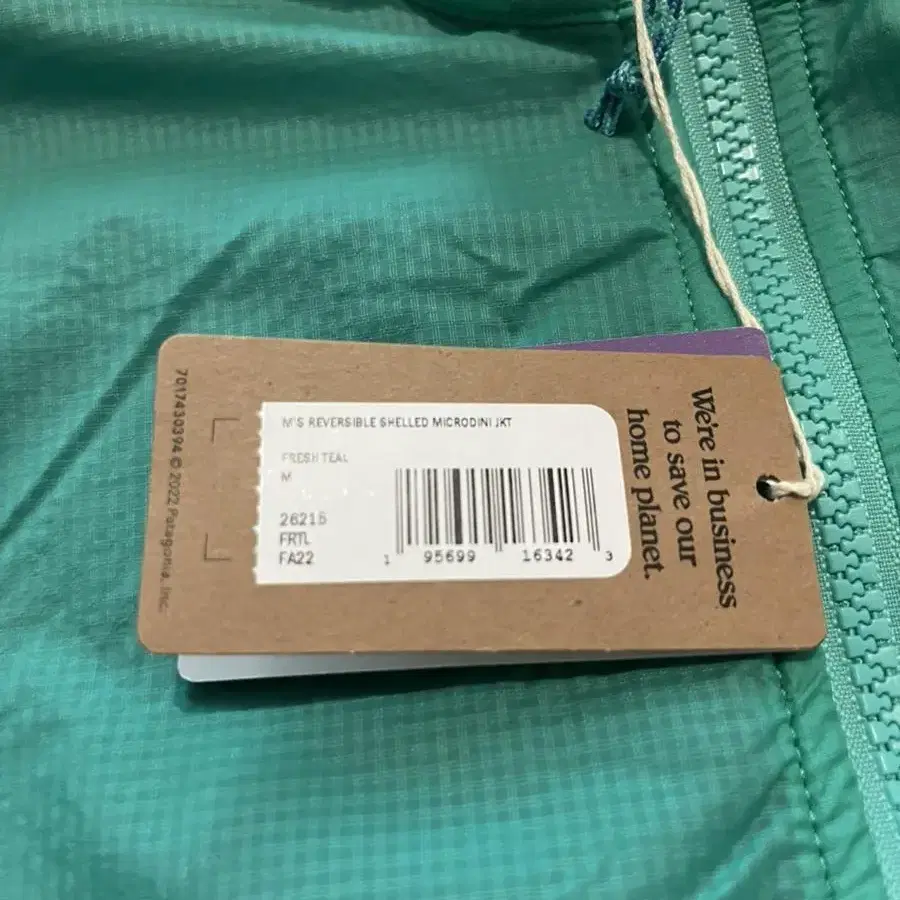 M'S REVERSIBLE SHELLED MICRODINI JKT
FRESH TEAL
M
26215
FRTL
FA22
1 95699 16342 3
We're in business
to save our
home planet.
7017430394 © 2022 Patagonia, Inc.